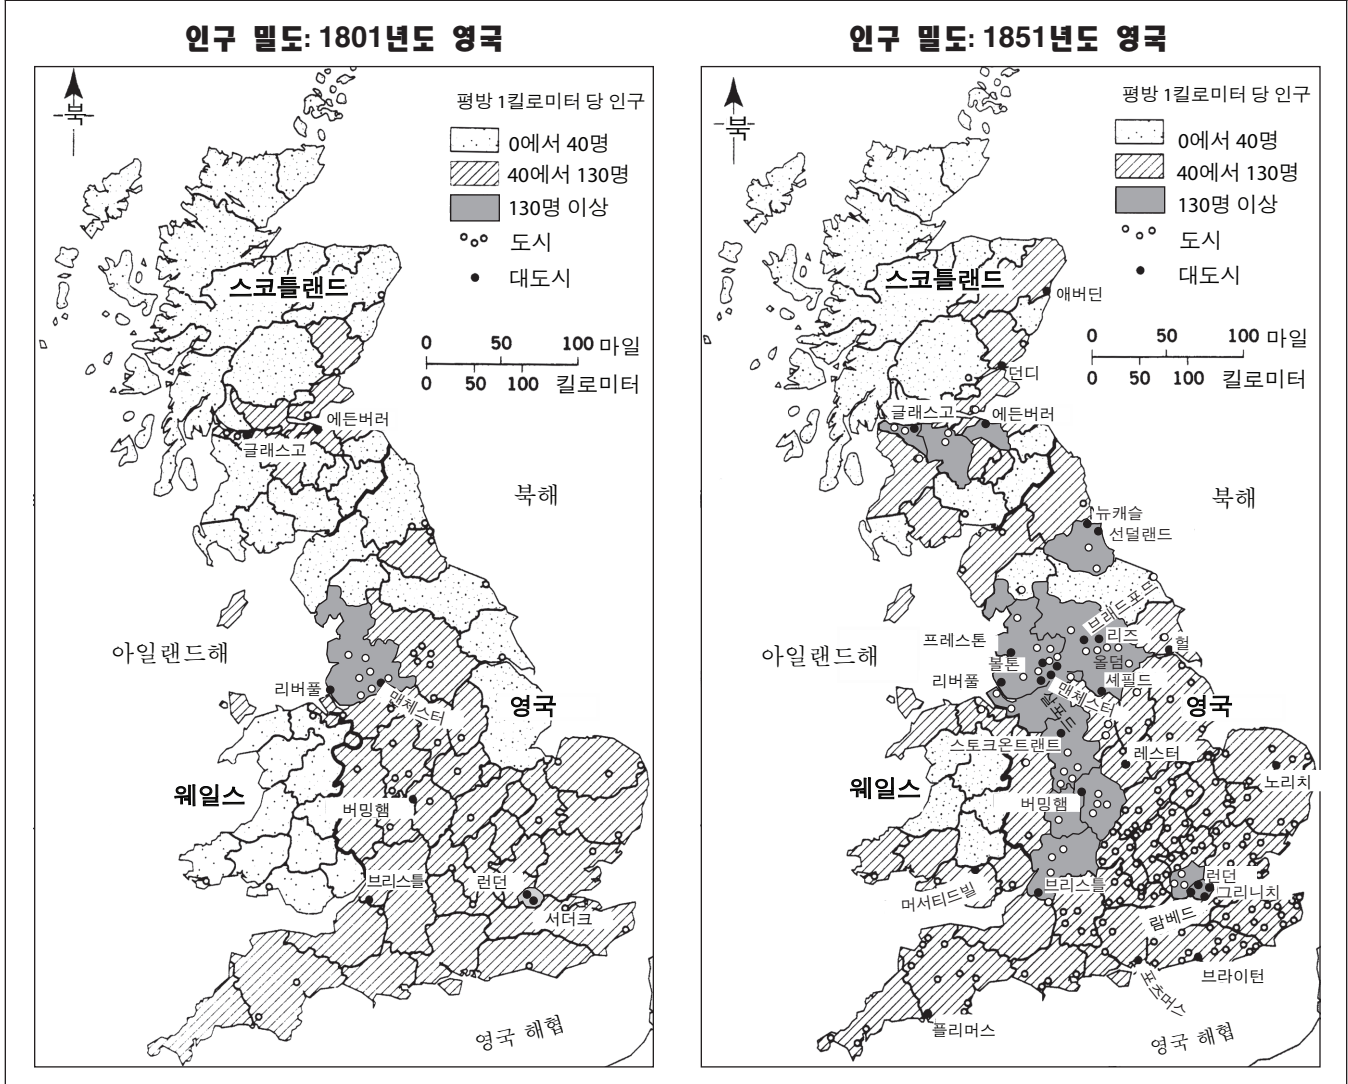 인구 밀도: 1801년도 영국
북
평방 1킬로미터 당 인구
0에서 40명
40에서 130명
130명 이상
도시
대도시
스코틀랜드
0 50 100 마일
0 50 100 킬로미터
에든버러
글래스고
북해
아일랜드해
리버풀
맨체스터
영국
웨일스
버밍햄
브리스틀
런던
서더크
영국 해협
인구 밀도: 1851년도 영국
북
평방 1킬로미터 당 인구
0에서 40명
40에서 130명
130명 이상
도시
대도시
스코틀랜드
애버딘
0 50 100 마일
0 50 100 킬로미터
던디
글래스고
에든버러
북해
뉴캐슬
선덜랜드
브래드포드
프레스톤
리즈
헐
아일랜드해
볼톤
올덤
리버풀
셰필드
맨체스터
살포드
영국
스토크온트랜트
레스터
웨일스
노리치
버밍햄
머서티드빌
브리스틀
런던
그리니치
람베드
브라이턴
포츠머스
플리머스
영국 해협